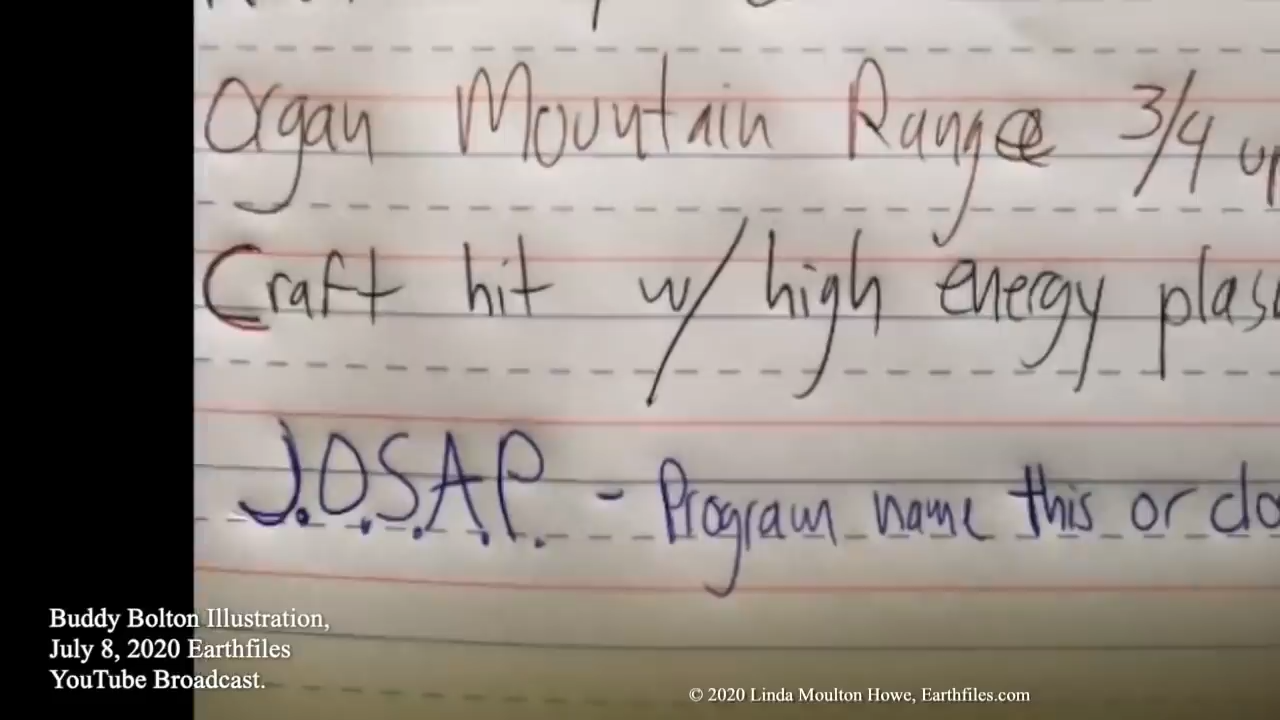 Organ Mountain Range 3/4 up
Craft hit w/ high energy
J.O.S.A.P. - Program name this or
Buddy Bolton Illustration,
July 8, 2020 Earthfiles
YouTube Broadcast.
© 2020 Linda Moulton Howe, Earthfiles.com